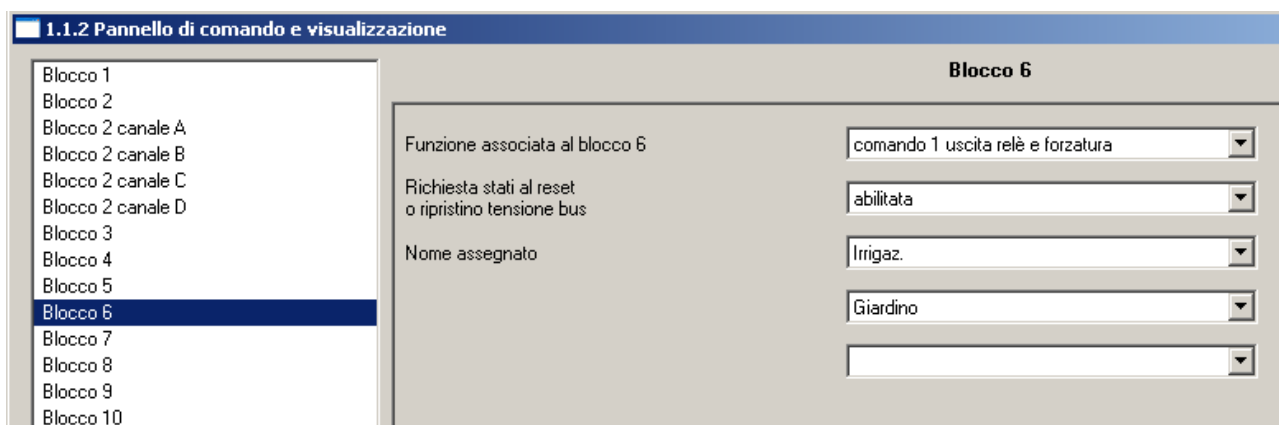 1.1.2 Pannello di comando e visualizzazione
Blocco 1
Blocco 2
Blocco 2 canale A
Blocco 2 canale B
Blocco 2 canale C
Blocco 2 canale D
Blocco 3
Blocco 4
Blocco 5
Blocco 6
Blocco 7
Blocco 8
Blocco 9
Blocco 10
Blocco 6
Funzione associata al blocco 6
comando 1 uscita relè e forzatura
Richiesta stati al reset
o ripristino tensione bus
abilitata
Nome assegnato
Irrigaz.
Giardino